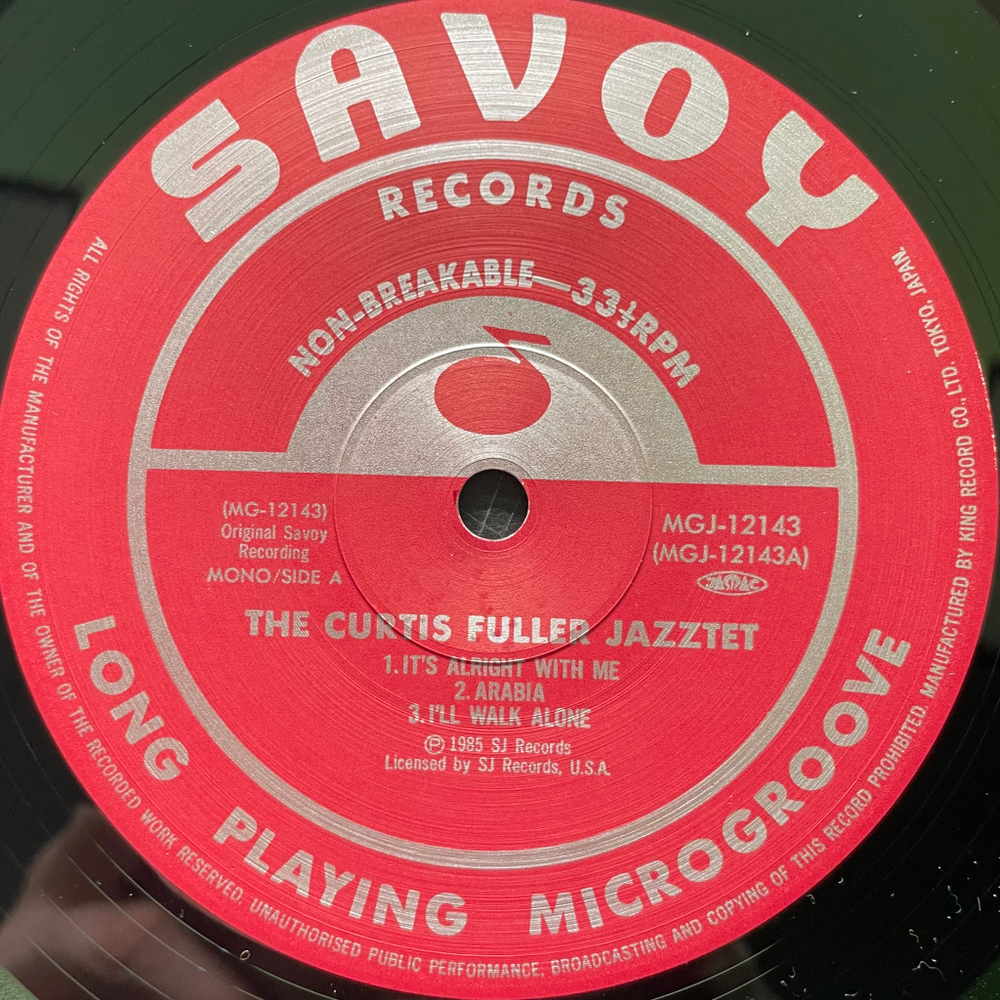 SAVOY
RECORDS
NON-BREAKABLE—33⅓RPM
(MG-12143)
Original Savoy
Recording
MONO/SIDE A
MGJ-12143
(MGJ-12143A)
JASRAC
THE CURTIS FULLER JAZZTET
1. IT'S ALRIGHT WITH ME
2. ARABIA
3. I'LL WALK ALONE
Ⓟ 1985 SJ Records
Licensed by SJ Records, U.S.A.
LONG PLAYING MICROGROOVE
ALL RIGHTS OF THE MANUFACTURER AND OF THE OWNER OF THE RECORDED WORK RESERVED. UNAUTHORISED PUBLIC PERFORMANCE, BROADCASTING AND COPYING OF THIS RECORD PROHIBITED. MANUFACTURED BY KING RECORD CO., LTD. TOKYO, JAPAN.